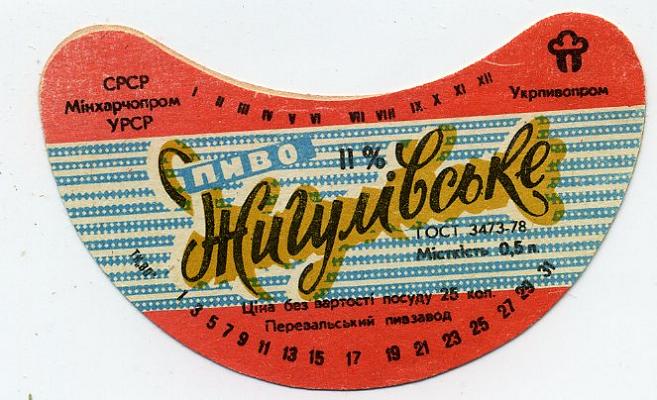 СРСР
Мінхарчопром
УРСР
I II III IV V VI VII VIII IX X XI XII
Укрпивопром
ПИВО
11%
Жигулівське
ГОСТ 3473-78
Місткість 0,5 л.
Ціна без вартості посуду 25 коп.
Перевальський пивзавод
1 3 5 7 9 11 13 15 17 19 21 23 25 27 29 31